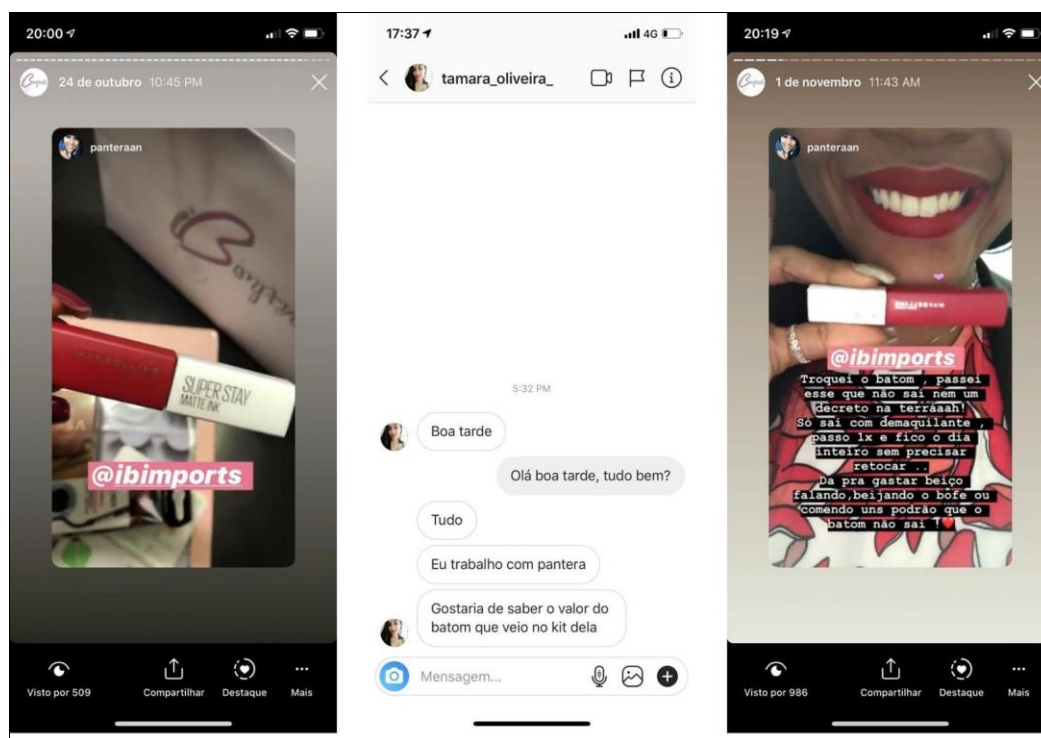 20:00
24 de outubro 10:45 PM
panteraan
SUPER STAY
MATTE INK
@ibimports
Visto por 509
Compartilhar
Destaque
Mais
17:37
4G
tamara_oliveira_
5:32 PM
Boa tarde
Olá boa tarde, tudo bem?
Tudo
Eu trabalho com pantera
Gostaria de saber o valor do
batom que veio no kit dela
Mensagem...
20:19
1 de novembro 11:43 AM
panteraan
@ibimports
Troquei o batom , passei
esse que não sai nem um
decreto na terráaah!
Só sai com demaquilante ,
passo 1x e fico o dia
inteiro sem precisar
retocar ..
Da pra gastar beiço
falando,beijando o bofe ou
comendo uns podrão que o
batom não sai !
Visto por 986
Compartilhar
Destaque
Mais